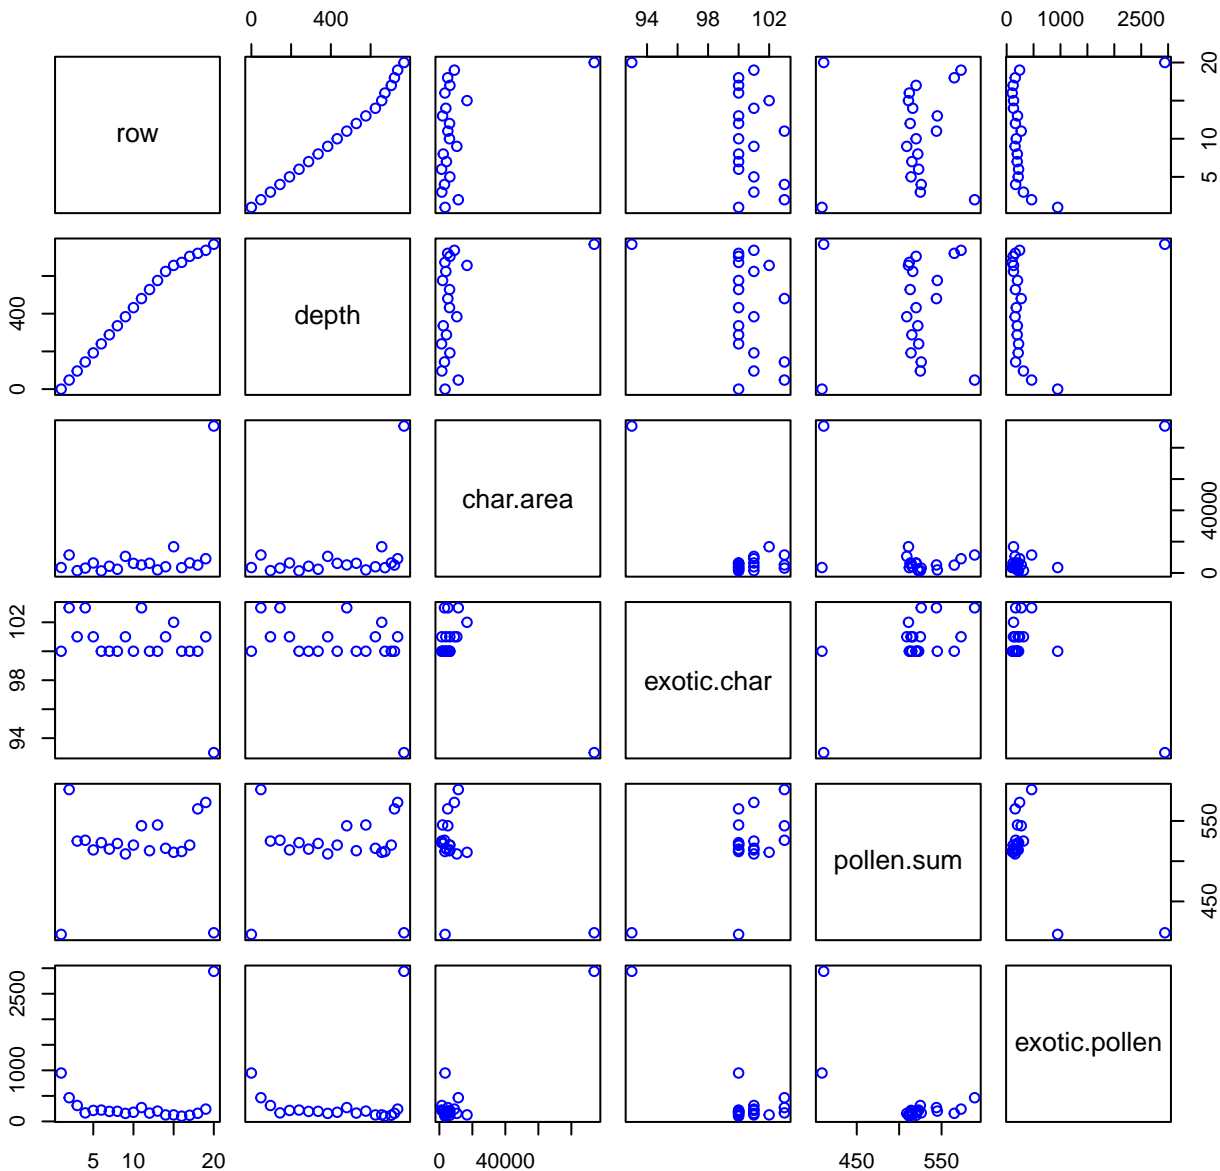 0 400 94 98 102 0 1000 2500
row 5 10 20
0 400 depth
char.area 0 40000
94 98 102 exotic.char
pollen.sum 450 550
0 1000 2500 exotic.pollen
5 10 20 0 40000 450 550